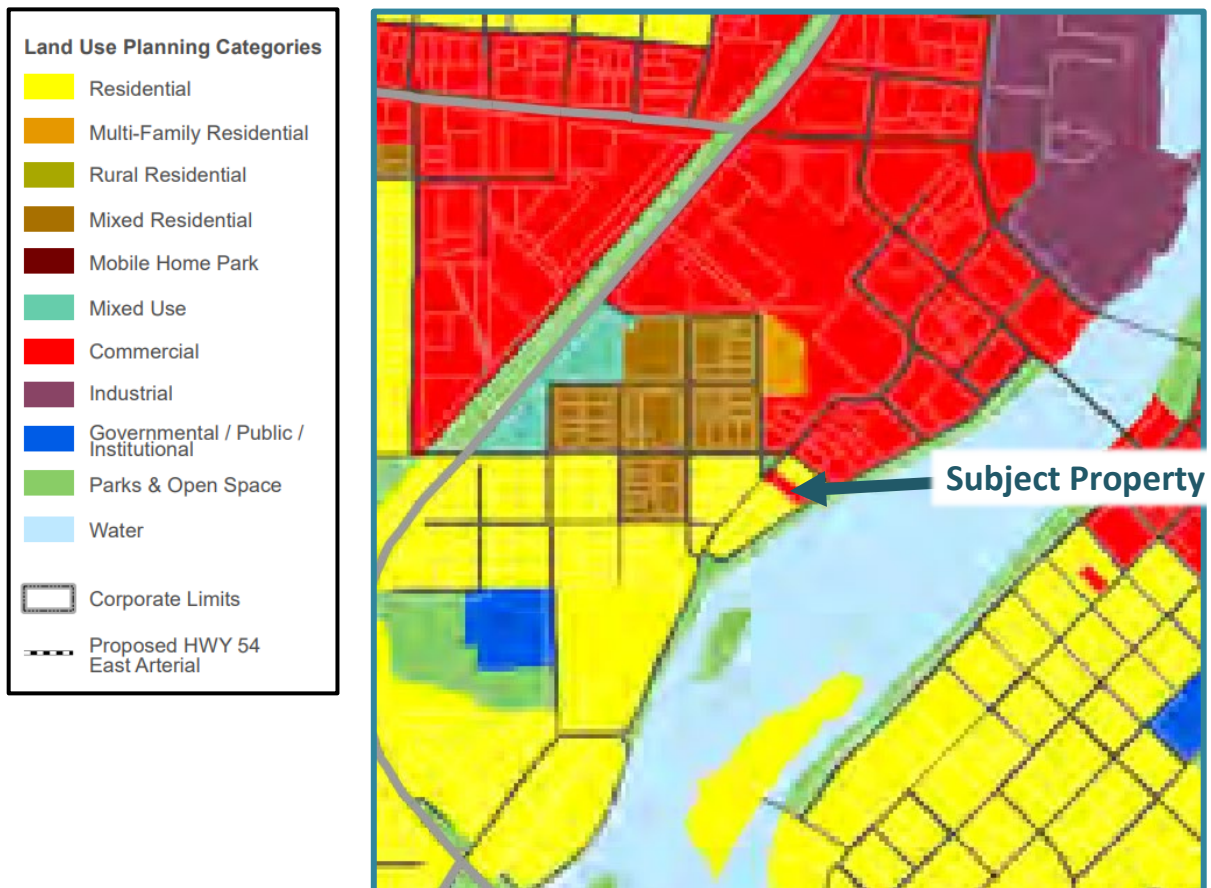 Land Use Planning Categories
Residential
Multi-Family Residential
Rural Residential
Mixed Residential
Mobile Home Park
Mixed Use
Commercial
Industrial
Governmental / Public /
Institutional
Parks & Open Space
Water
Corporate Limits
Proposed HWY 54
East Arterial
Subject Property